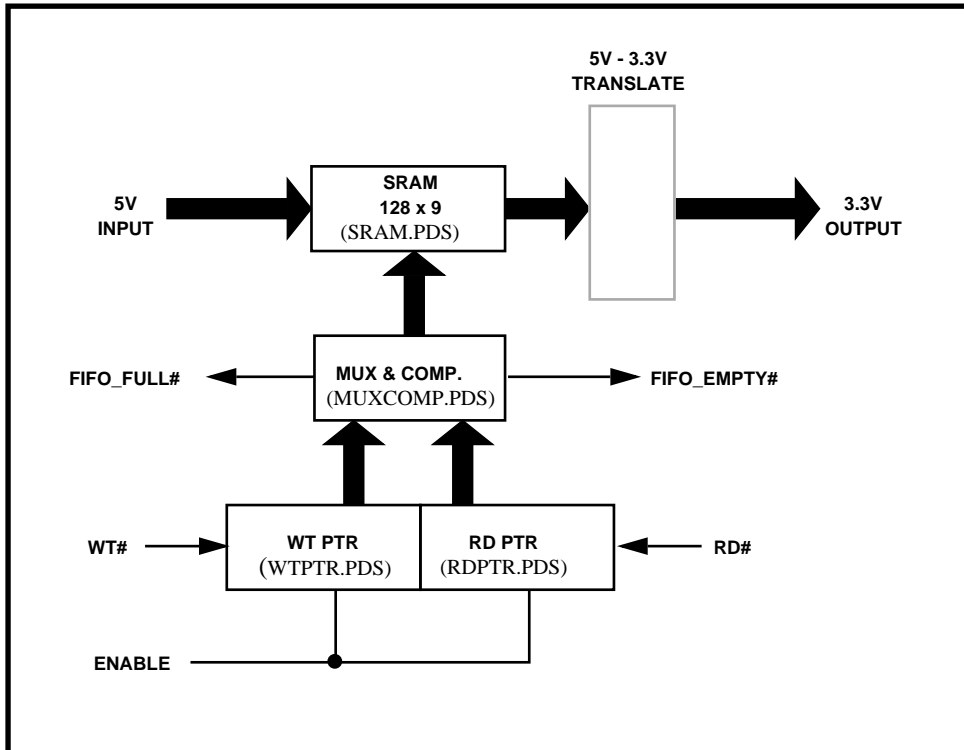 5V - 3.3V
TRANSLATE
5V
INPUT
SRAM
128 x 9
(SRAM.PDS)
3.3V
OUTPUT
FIFO_FULL#
MUX & COMP.
(MUXCOMP.PDS)
FIFO_EMPTY#
WT#
WT PTR
(WTPTR.PDS)
RD PTR
(RDPTR.PDS)
RD#
ENABLE